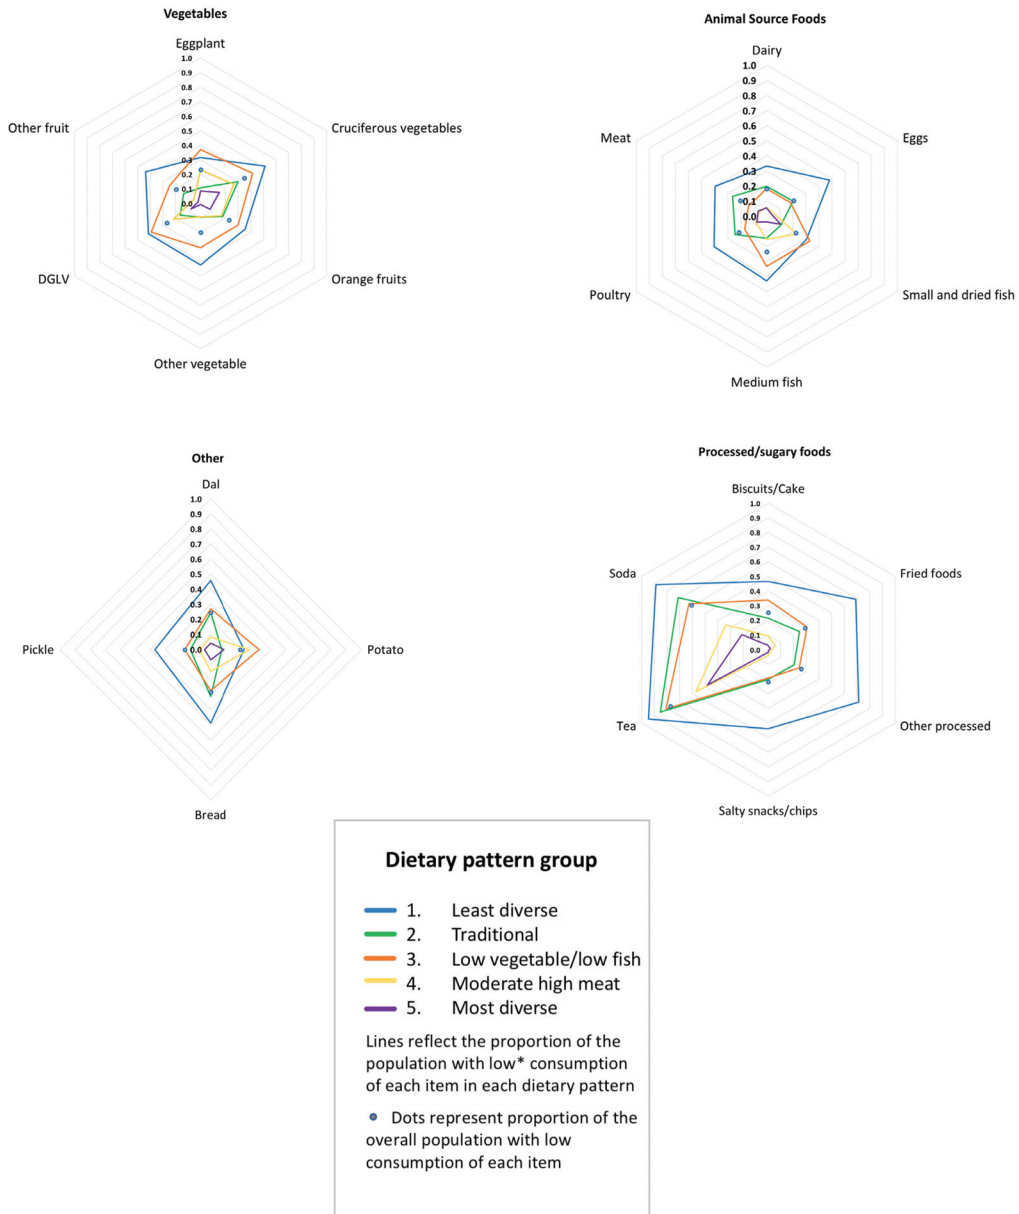 Vegetables
Eggplant
1.0
0.9
0.8
0.7
0.6
0.5
0.4
0.3
0.2
0.1
0.0
Other fruit
Cruciferous vegetables
DGLV
Orange fruits
Other vegetable
Animal Source Foods
Dairy
1.0
0.9
0.8
0.7
0.6
0.5
0.4
0.3
0.2
0.1
0.0
Meat
Eggs
Poultry
Small and dried fish
Medium fish
Other
Dal
1.0
0.9
0.8
0.7
0.6
0.5
0.4
0.3
0.2
0.1
0.0
Pickle
Potato
Bread
Processed/sugary foods
Biscuits/Cake
1.0
0.9
0.8
0.7
0.6
0.5
0.4
0.3
0.2
0.1
0.0
Soda
Fried foods
Tea
Other processed
Salty snacks/chips
Dietary pattern group
1. Least diverse
2. Traditional
3. Low vegetable/low fish
4. Moderate high meat
5. Most diverse
Lines reflect the proportion of the
population with low* consumption
of each item in each dietary pattern
Dots represent proportion of the
overall population with low
consumption of each item